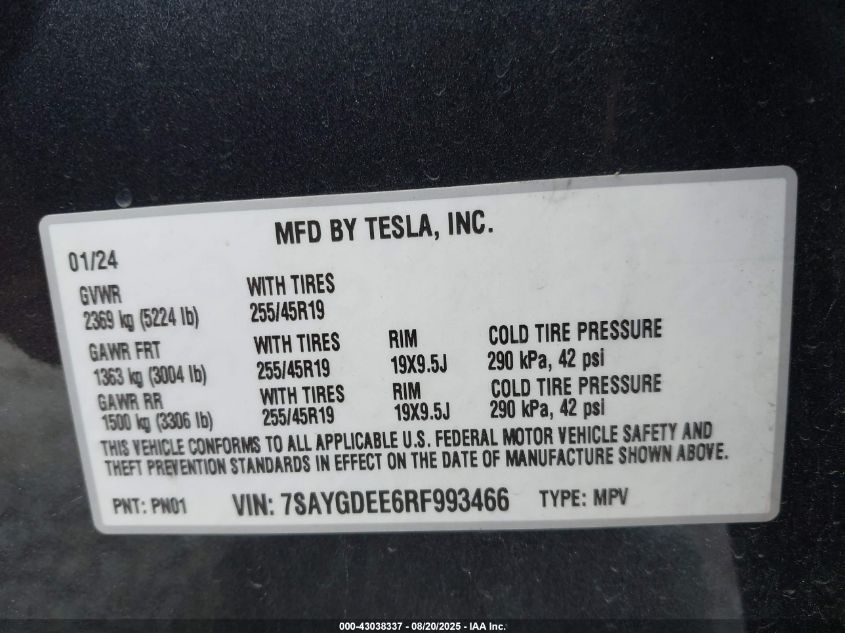 MFD BY TESLA, INC.
01/24
GVWR WITH TIRES
2369 kg (5224 lb) 255/45R19
GAWR FRT WITH TIRES RIM COLD TIRE PRESSURE
1363 kg (3004 lb) 255/45R19 19X9.5J 290 kPa, 42 psi
GAWR RR WITH TIRES RIM COLD TIRE PRESSURE
1500 kg (3306 lb) 255/45R19 19X9.5J 290 kPa, 42 psi
THIS VEHICLE CONFORMS TO ALL APPLICABLE U.S. FEDERAL MOTOR VEHICLE SAFETY AND
THEFT PREVENTION STANDARDS IN EFFECT ON THE DATE OF MANUFACTURE SHOWN ABOVE.
PNT: PN01 VIN: 7SAYGDEE6RF993466 TYPE: MPV
000-43038337 - 08/20/2025 - IAA Inc.